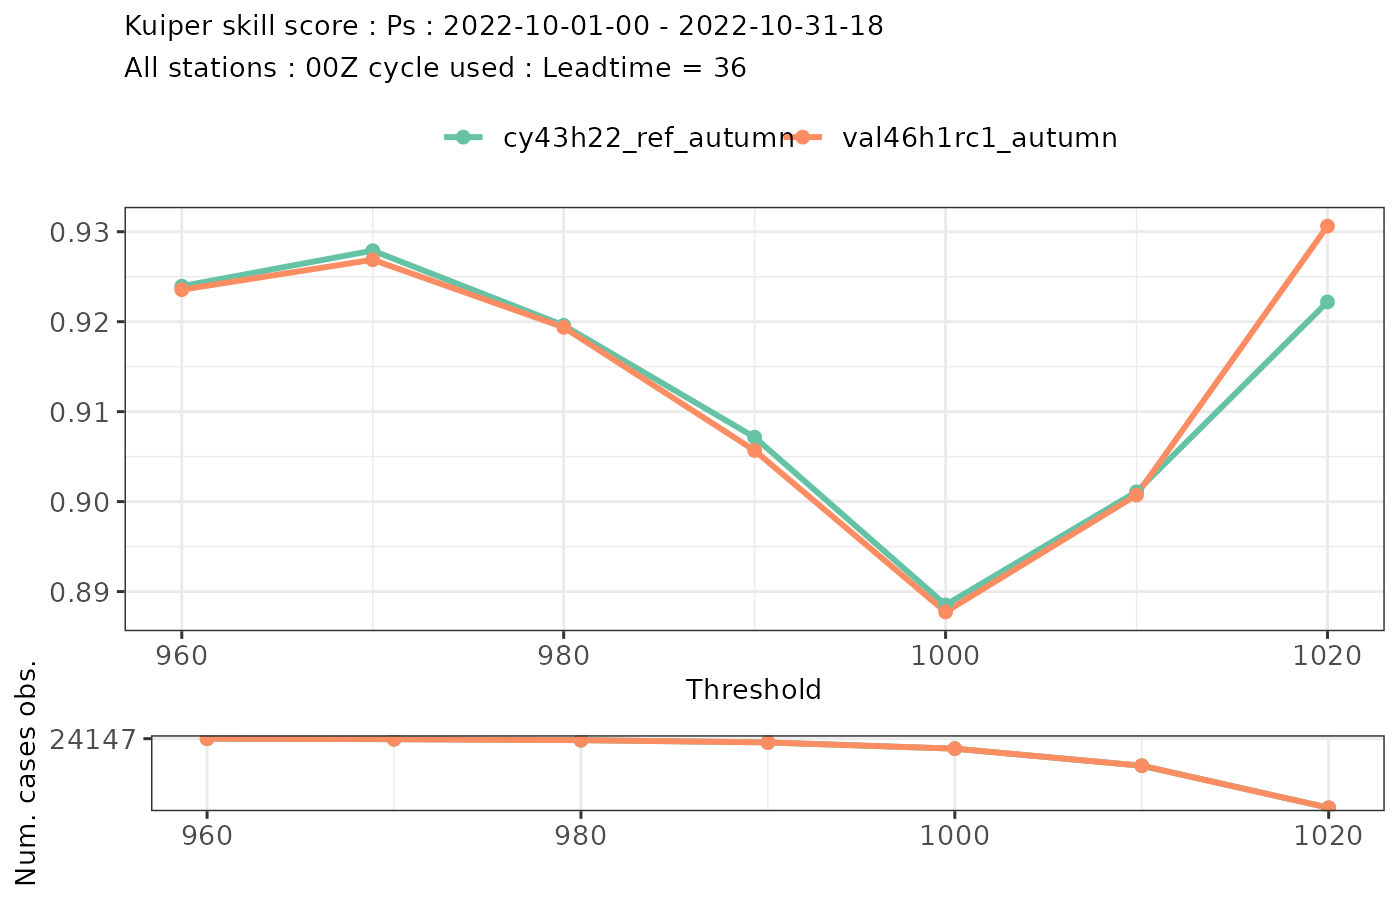 Kuiper skill score : Ps : 2022-10-01-00 - 2022-10-31-18
All stations : 00Z cycle used : Leadtime = 36
cy43h22_ref_autumn val46h1rc1_autumn
0.93
0.92
0.91
0.90
0.89
960 980 1000 1020
Threshold
Num. cases obs.
24147
960 980 1000 1020